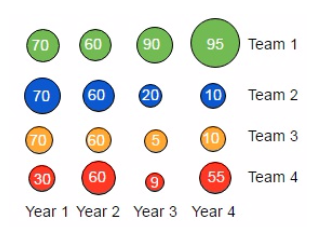 70 60 90 95 Team 1
70 60 20 10 Team 2
70 60 5 10 Team 3
30 60 9 55 Team 4
Year 1 Year 2 Year 3 Year 4